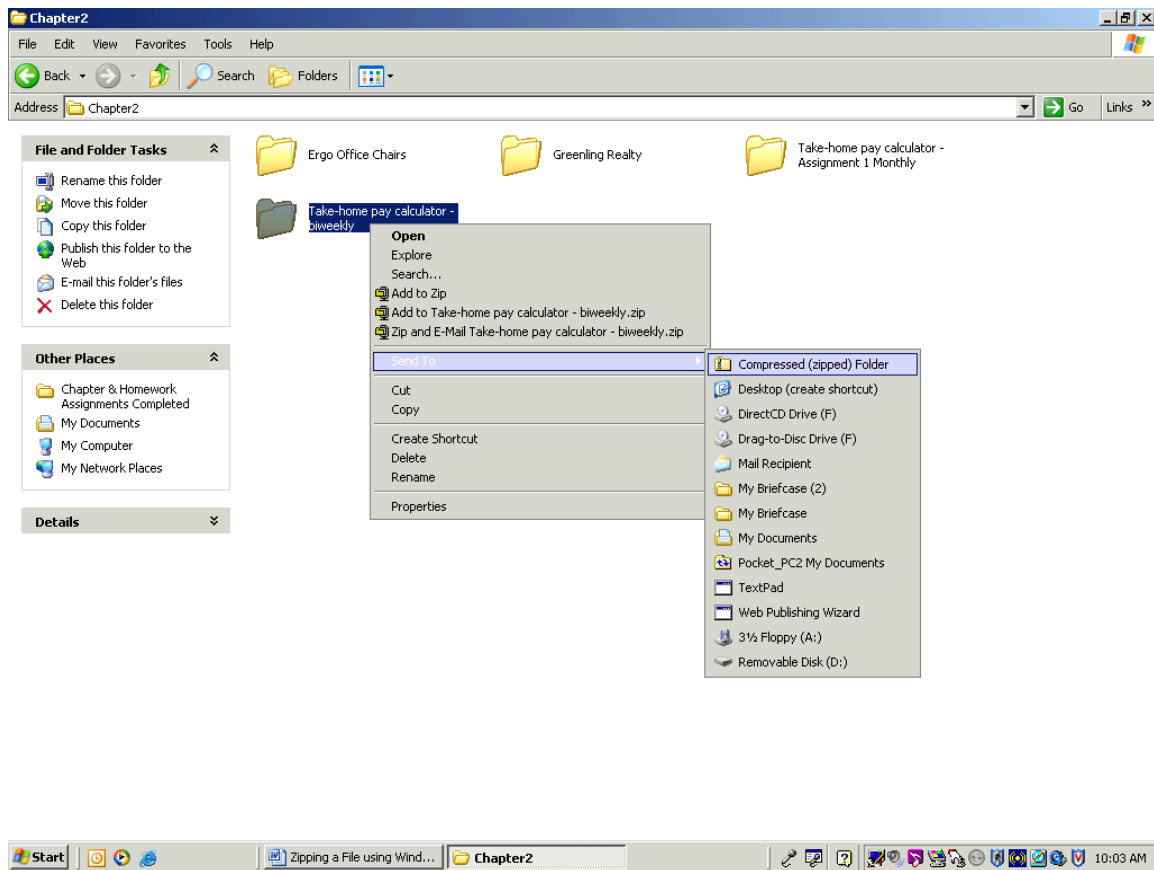 Chapter2
File Edit View Favorites Tools Help
Back Search Folders
Address Chapter2 Go Links »
File and Folder Tasks
Rename this folder
Move this folder
Copy this folder
Publish this folder to the
Web
E-mail this folder's files
Delete this folder
Other Places
Chapter & Homework
Assignments Completed
My Documents
My Computer
My Network Places
Details
Ergo Office Chairs
Greenling Realty
Take-home pay calculator -
Assignment 1 Monthly
Take-home pay calculator -
biweekly
Open
Explore
Search...
Add to Zip
Add to Take-home pay calculator - biweekly.zip
Zip and E-Mail Take-home pay calculator - biweekly.zip
Send To
Cut
Copy
Create Shortcut
Delete
Rename
Properties
Compressed (zipped) Folder
Desktop (create shortcut)
DirectCD Drive (F)
Drag-to-Disc Drive (F)
Mail Recipient
My Briefcase (2)
My Briefcase
My Documents
Pocket_PC2 My Documents
TextPad
Web Publishing Wizard
3½ Floppy (A:)
Removable Disk (D:)
Start Zipping a File using Wind... Chapter2 10:03 AM